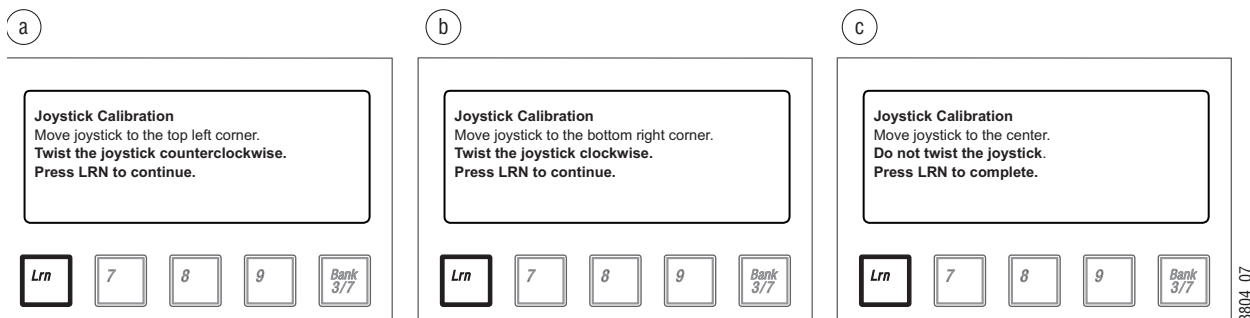 a
Joystick Calibration
Move joystick to the top left corner.
Twist the joystick counterclockwise.
Press LRN to continue.
Lrn
7
8
9
Bank
3/7
b
Joystick Calibration
Move joystick to the bottom right corner.
Twist the joystick clockwise.
Press LRN to continue.
Lrn
7
8
9
Bank
3/7
c
Joystick Calibration
Move joystick to the center.
Do not twist the joystick.
Press LRN to complete.
Lrn
7
8
9
Bank
3/7